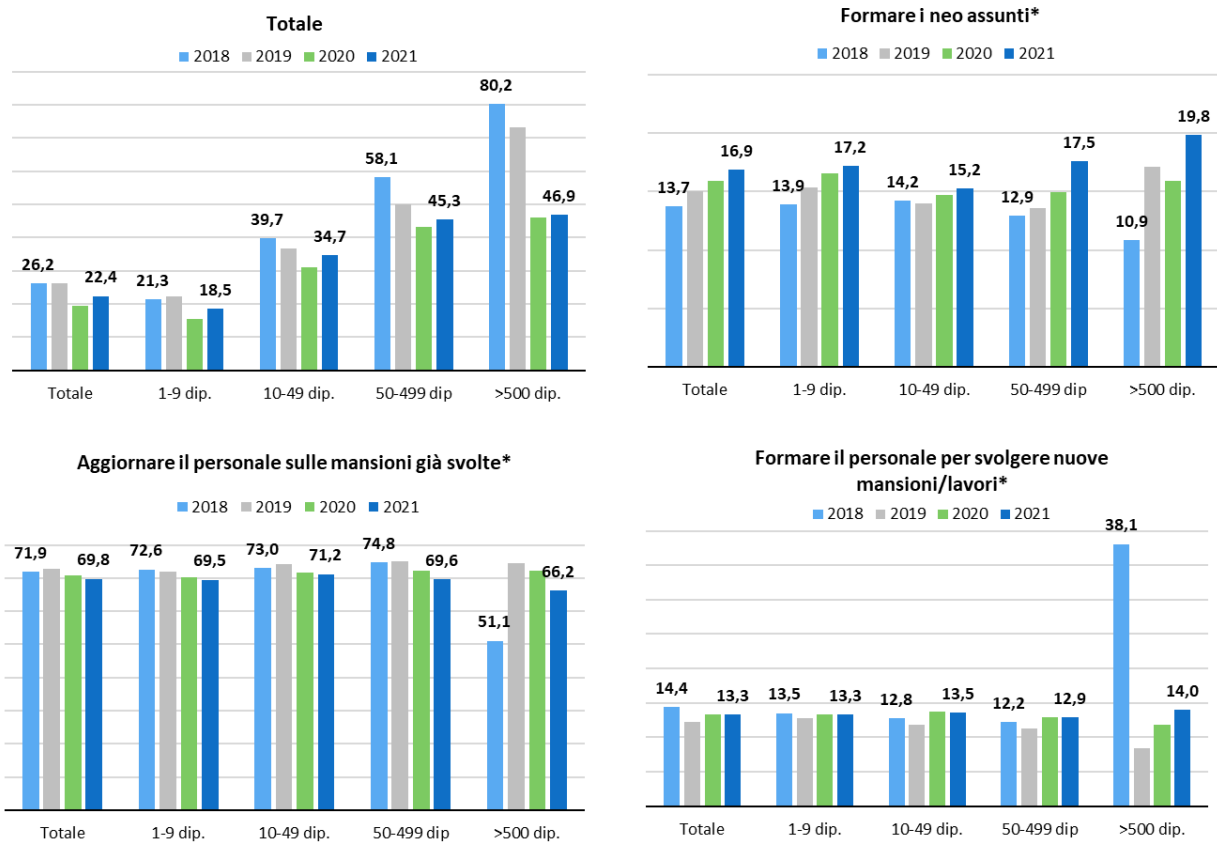 Totale
2018 2019 2020 2021
26,2 22,4 21,3 18,5 39,7 34,7 58,1 45,3 80,2 46,9
Totale 1-9 dip. 10-49 dip. 50-499 dip >500 dip.
Formare i neo assunti*
2018 2019 2020 2021
13,7 16,9 13,9 17,2 14,2 15,2 12,9 17,5 10,9 19,8
Totale 1-9 dip. 10-49 dip. 50-499 dip >500 dip.
Aggiornare il personale sulle mansioni già svolte*
2018 2019 2020 2021
71,9 69,8 72,6 69,5 73,0 71,2 74,8 69,6 51,1 66,2
Totale 1-9 dip. 10-49 dip. 50-499 dip >500 dip.
Formare il personale per svolgere nuove
mansioni/lavori*
2018 2019 2020 2021
14,4 13,3 13,5 13,3 12,8 13,5 12,2 12,9 38,1 14,0
Totale 1-9 dip. 10-49 dip. 50-499 dip >500 dip.